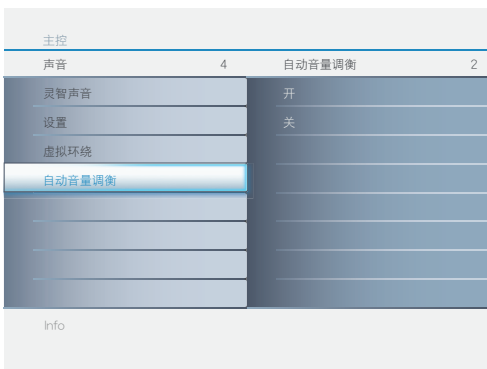 主控
声音 4 自动音量调衡 2
灵智声音 开
设置 关
虚拟环绕
自动音量调衡
Info